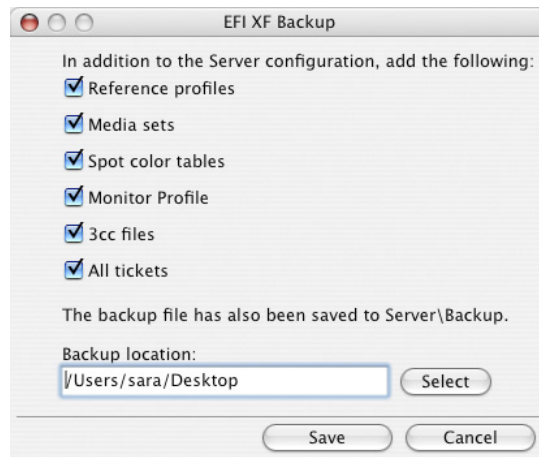 EFI XF Backup
In addition to the Server configuration, add the following:
Reference profiles
Media sets
Spot color tables
Monitor Profile
3cc files
All tickets
The backup file has also been saved to Server\Backup.
Backup location:
/Users/sara/Desktop
Select
Save
Cancel